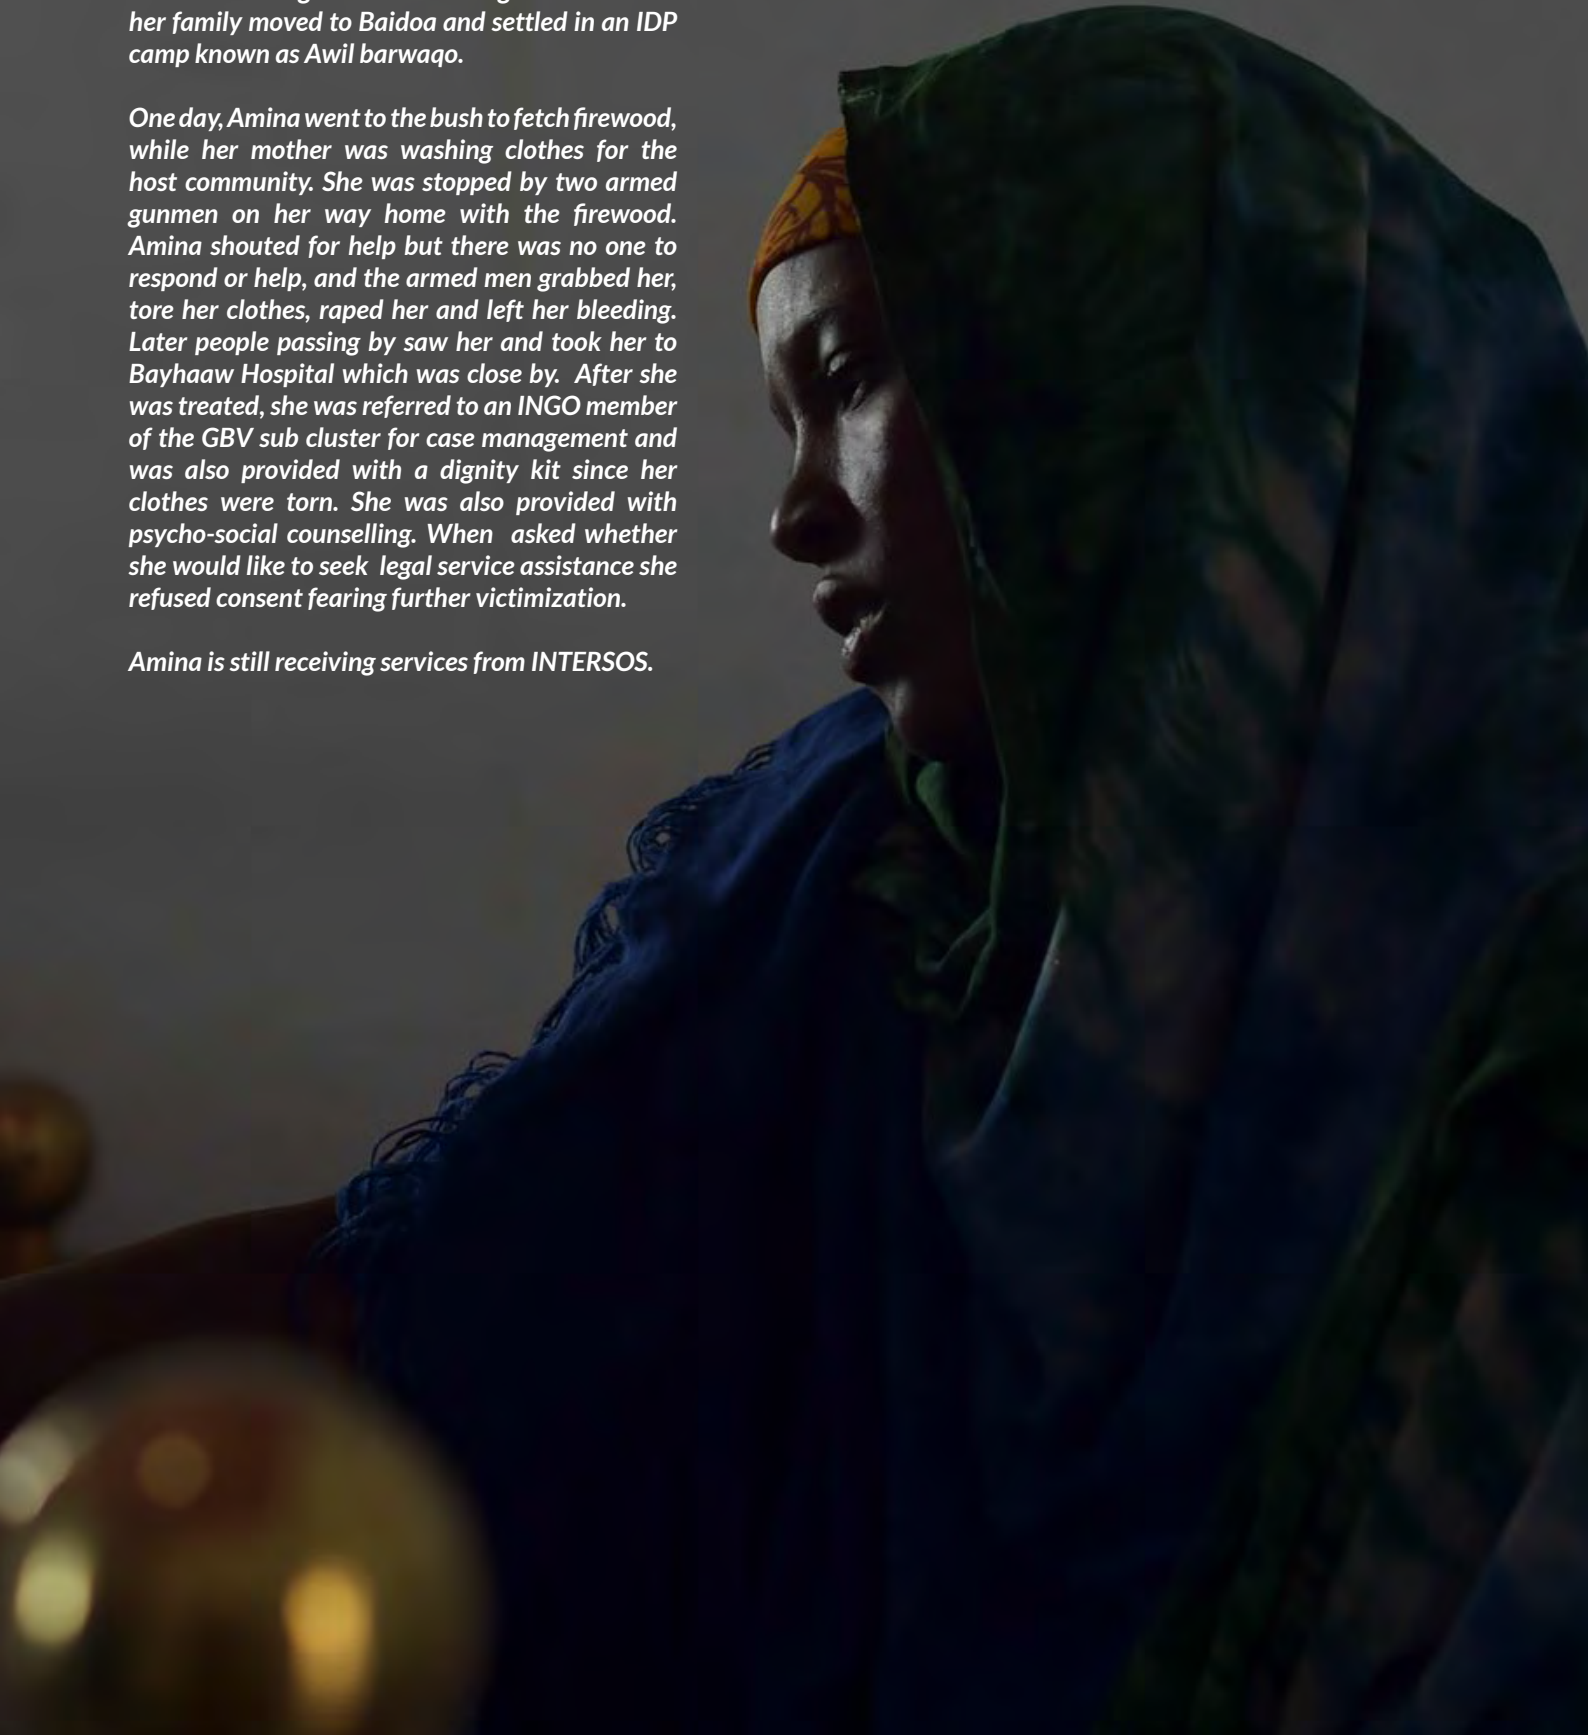 her family moved to Baidoa and settled in an IDP
camp known as Awil barwaqo.
One day, Amina went to the bush to fetch firewood,
while her mother was washing clothes for the
host community. She was stopped by two armed
gunmen on her way home with the firewood.
Amina shouted for help but there was no one to
respond or help, and the armed men grabbed her,
tore her clothes, raped her and left her bleeding.
Later people passing by saw her and took her to
Bayhaaw Hospital which was close by. After she
was treated, she was referred to an INGO member
of the GBV sub cluster for case management and
was also provided with a dignity kit since her
clothes were torn. She was also provided with
psycho-social counselling. When asked whether
she would like to seek legal service assistance she
refused consent fearing further victimization.
Amina is still receiving services from INTERSOS.